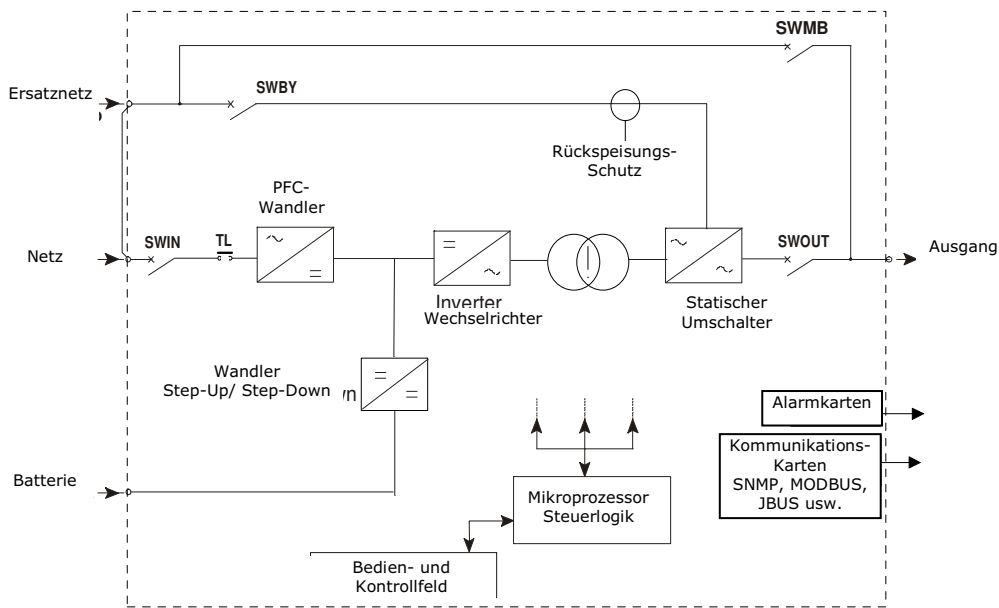 SWMB
Ersatznetz
SWBY
Rückspeisungs-
Schutz
PFC-
Wandler
Netz
SWIN
TL
SWOUT
Ausgang
Inverter
Wechselrichter
Statischer
Umschalter
Wandler
Step-Up/ Step-Down
Alarmkarten
Kommunikations-
Karten
SNMP, MODBUS,
JBUS usw.
Batterie
Mikroprozessor
Steuerlogik
Bedien- und
Kontrollfeld